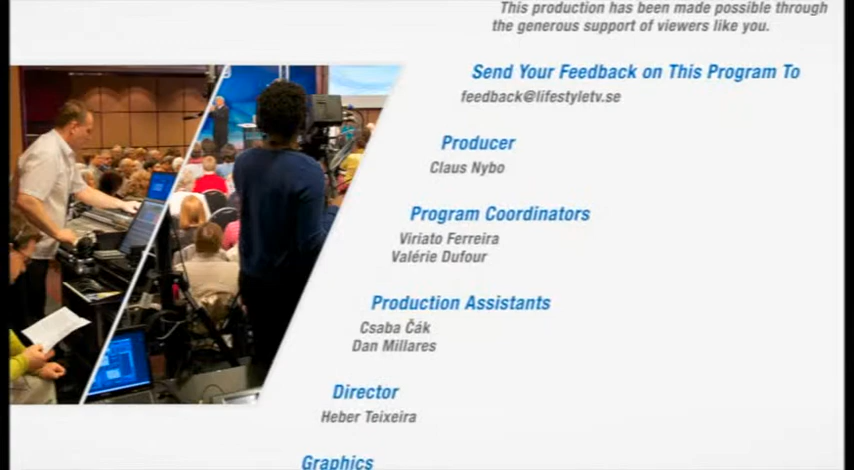 This production has been made possible through
the generous support of viewers like you.
Send Your Feedback on This Program To
feedback@lifestyletv.se
Producer
Claus Nybo
Program Coordinators
Viriato Ferreira
Valérie Dufour
Production Assistants
Csaba Čák
Dan Millares
Director
Heber Teixeira
Graphics